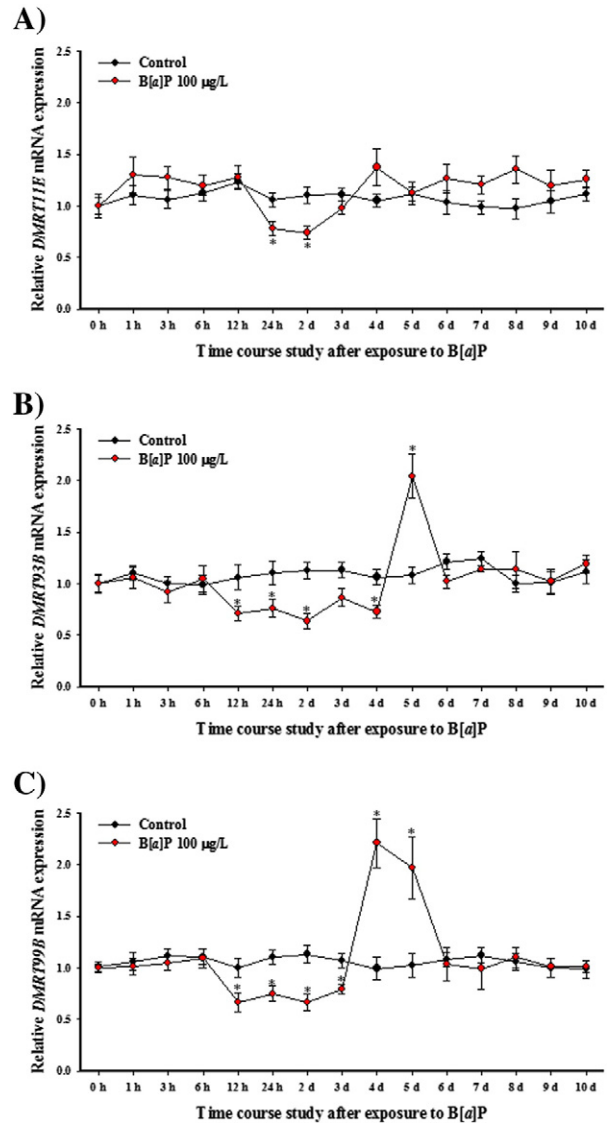 A)
Relative DMRT11E mRNA expression
2.5
2.0
1.5
1.0
0.5
0.0
Control
B[a]P 100 μg/L
*
*
0 h 1 h 3 h 6 h 12 h 24 h 2 d 3 d 4 d 5 d 6 d 7 d 8 d 9 d 10 d
Time course study after exposure to B[a]P
B)
Relative DMRT93B mRNA expression
2.5
2.0
1.5
1.0
0.5
0.0
Control
B[a]P 100 μg/L
*
*
*
*
*
0 h 1 h 3 h 6 h 12 h 24 h 2 d 3 d 4 d 5 d 6 d 7 d 8 d 9 d 10 d
Time course study after exposure to B[a]P
C)
Relative DMRT99B mRNA expression
2.5
2.0
1.5
1.0
0.5
0.0
Control
B[a]P 100 μg/L
*
*
*
*
*
*
0 h 1 h 3 h 6 h 12 h 24 h 2 d 3 d 4 d 5 d 6 d 7 d 8 d 9 d 10 d
Time course study after exposure to B[a]P